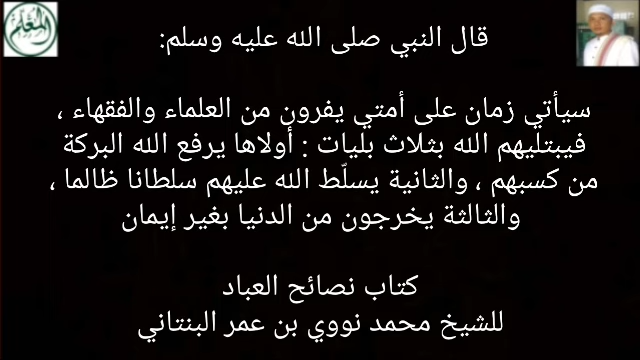 المعلم
قال النبي صلى الله عليه وسلم:
سيأتي زمان على أمتي يفرون من العلماء والفقهاء ،
فيبتليهم الله بثلاث بليات : أولاها يرفع الله البركة
من كسبهم ، والثانية يسلّط الله عليهم سلطانا ظالما ،
والثالثة يخرجون من الدنيا بغير إيمان
كتاب نصائح العباد
للشيخ محمد نووي بن عمر البنتاني